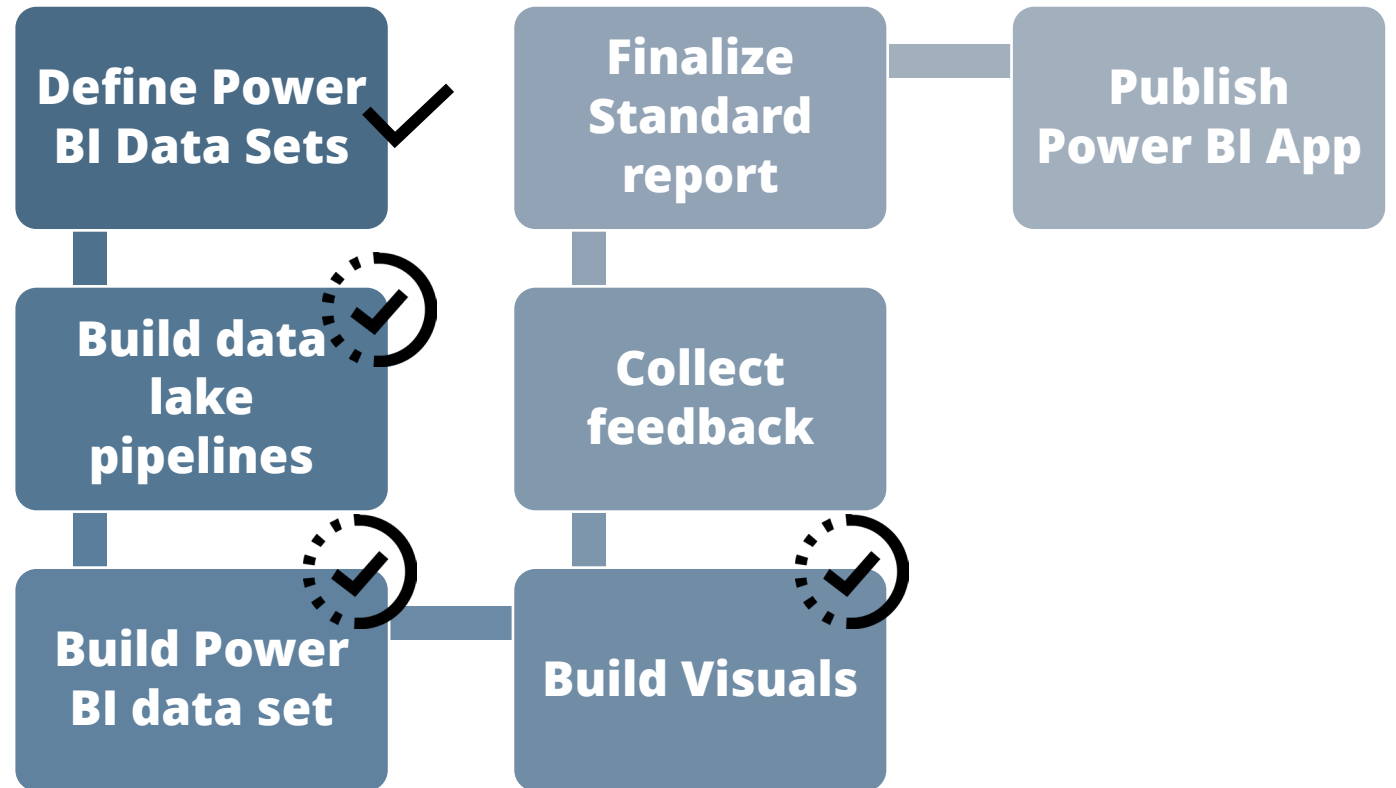 Define Power
BI Data Sets
Build data
lake
pipelines
Build Power
BI data set
Build Visuals
Collect
feedback
Finalize
Standard
report
Publish
Power BI App